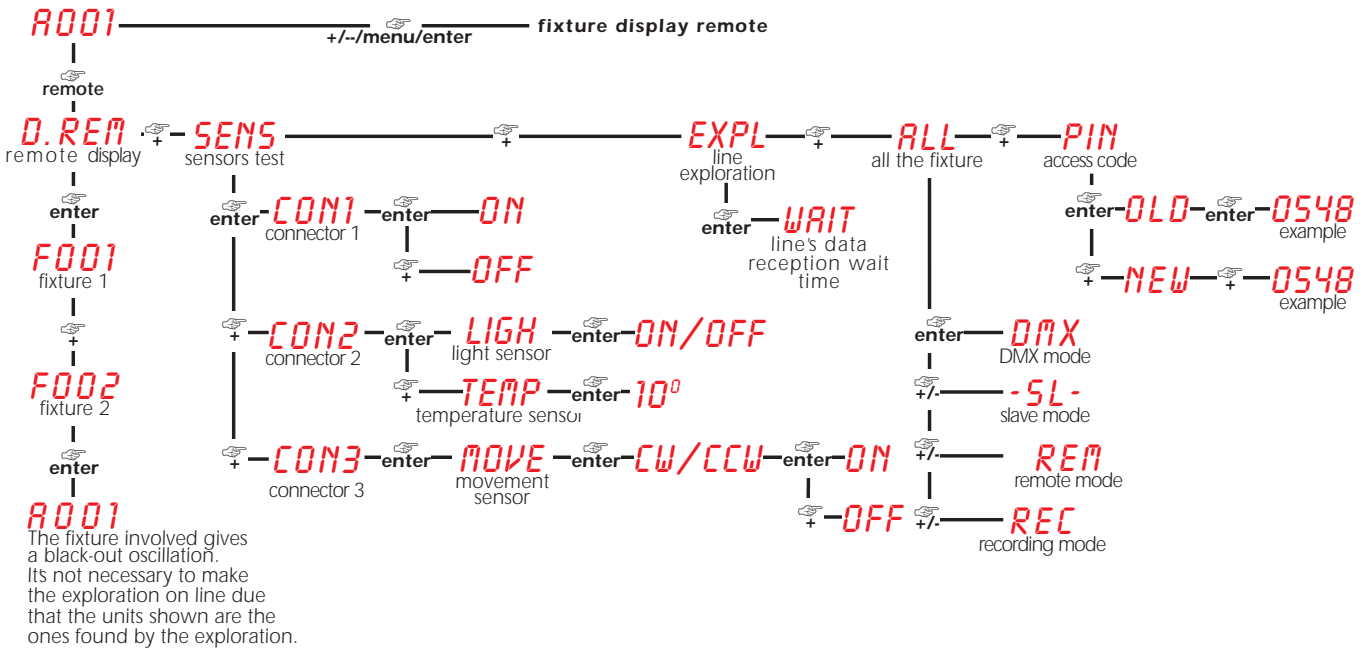 A001
+/--/menu/enter
fixture display remote
remote
D.REM
remote display
+
SENS
sensors test
+
EXPL
line
exploration
+
ALL
all the fixture
+
PIN
access code
enter
F001
fixture 1
+
F002
fixture 2
enter
A001
The fixture involved gives
a black-out oscillation.
Its not necessary to make
the exploration on line due
that the units shown are the
ones found by the exploration.
enter
CON1
connector 1
enter
ON
+
OFF
+
CON2
connector 2
enter
LIGH
light sensor
enter
ON/OFF
+
TEMP
temperature sensor
enter
10°
+
CON3
connector 3
enter
MOVE
movement
sensor
enter
CW/CCW
enter
ON
+
OFF
enter
WAIT
line's data
reception wait
time
enter
DMX
DMX mode
+/-
-SL-
slave mode
+/-
REM
remote mode
+/-
REC
recording mode
enter
OLD
enter
0548
example
+
NEW
+
0548
example